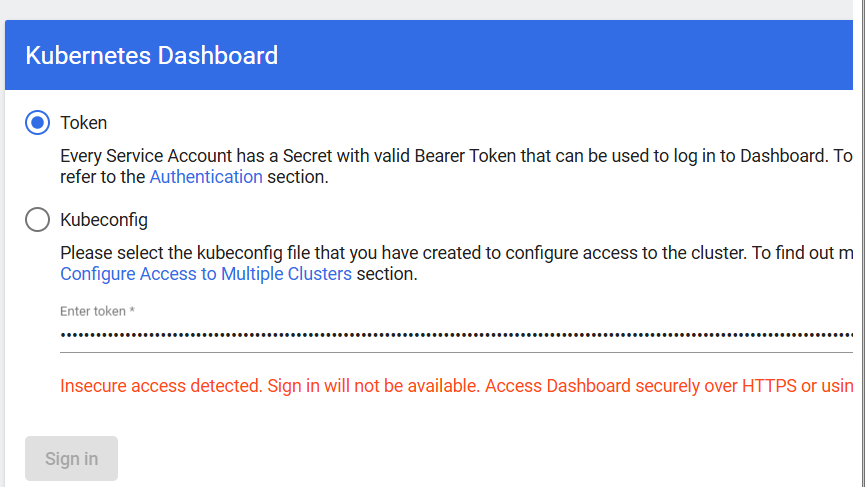 Kubernetes Dashboard
Token
Every Service Account has a Secret with valid Bearer Token that can be used to log in to Dashboard. To
refer to the Authentication section.
Kubeconfig
Please select the kubeconfig file that you have created to configure access to the cluster. To find out m
Configure Access to Multiple Clusters section.
Enter token *
Insecure access detected. Sign in will not be available. Access Dashboard securely over HTTPS or usin
Sign in